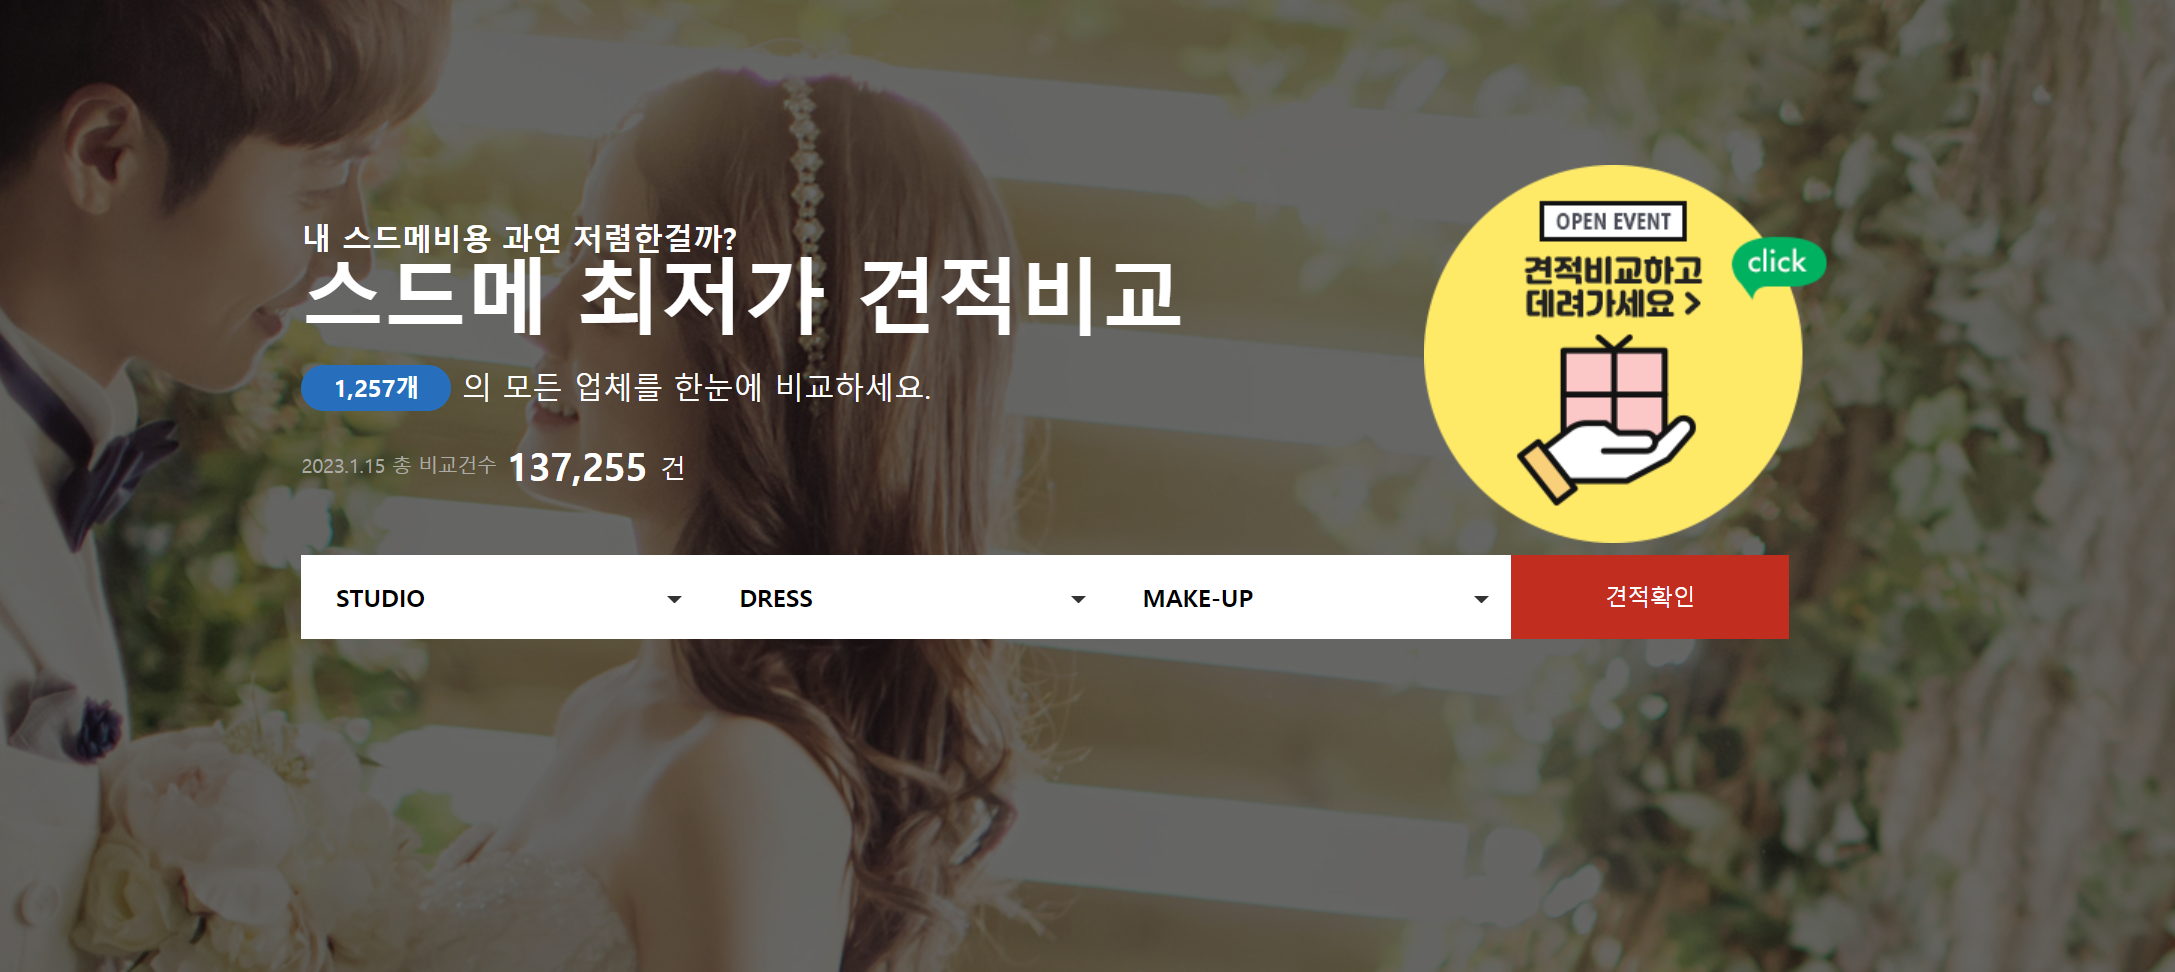 내 스드메비용 과연 저렴한걸까?
스드메 최저가 견적비교
1,257개 의 모든 업체를 한눈에 비교하세요.
2023.1.15 총 비교건수 137,255 건
OPEN EVENT
견적비교하고
데려가세요 >
click
STUDIO
DRESS
MAKE-UP
견적확인